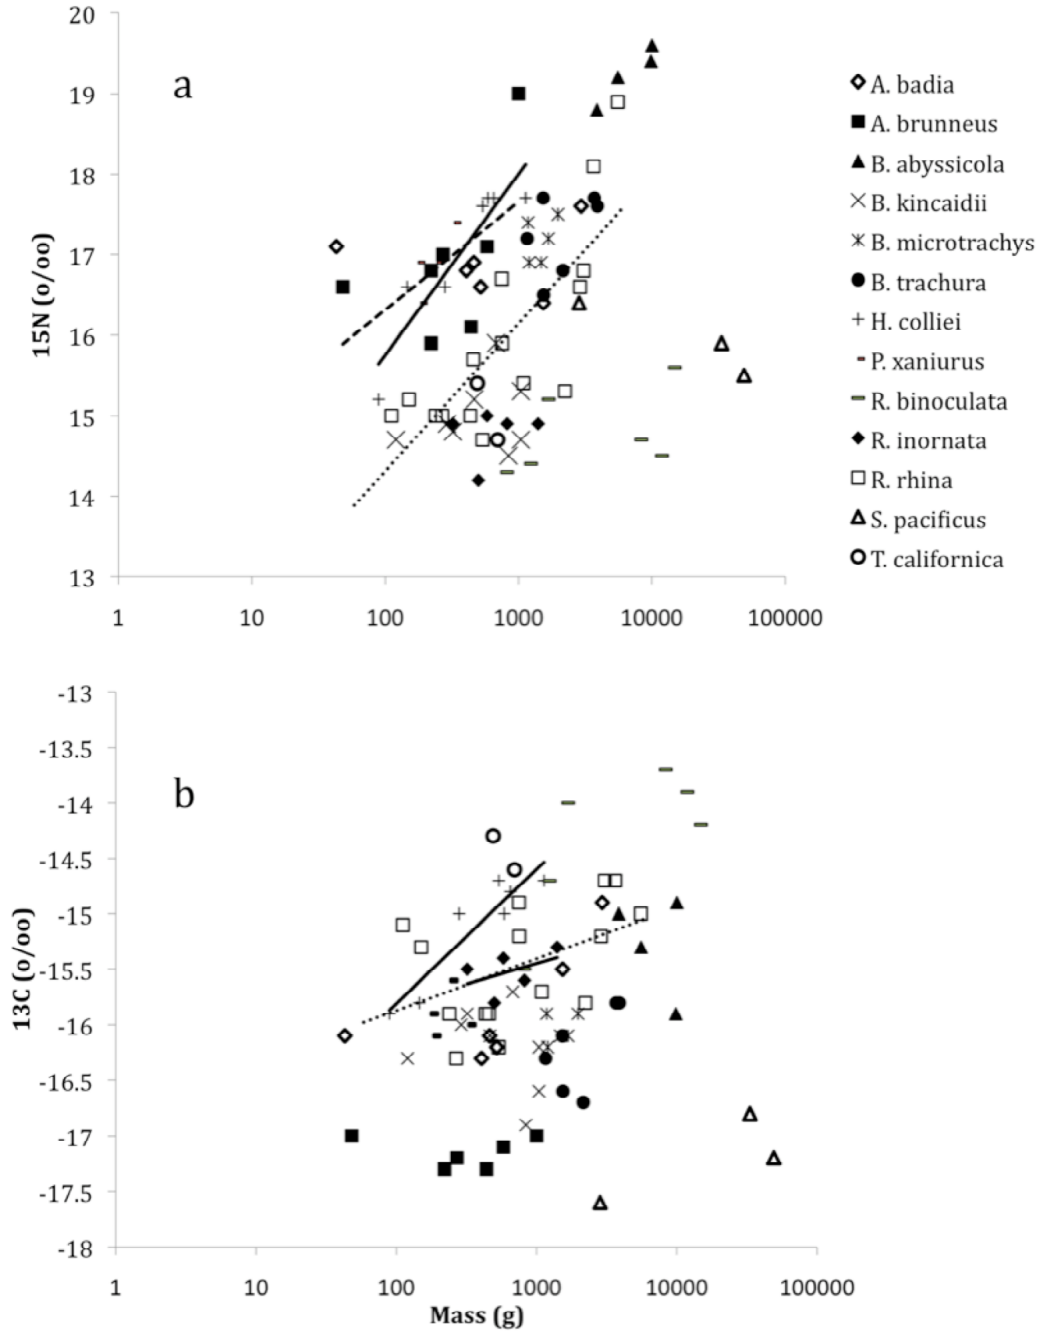 20
19
18
17
16
15
14
13
15N (o/oo)
a
1 10 100 1000 10000 100000
A. badia
A. brunneus
B. abyssicola
B. kincaidii
B. microtrachys
B. trachura
H. colliei
P. xaniurus
R. binoculata
R. inornata
R. rhina
S. pacificus
T. californica
-13
-13.5
-14
-14.5
-15
-15.5
-16
-16.5
-17
-17.5
-18
13C (o/oo)
b
1 10 100 1000 10000 100000
Mass (g)